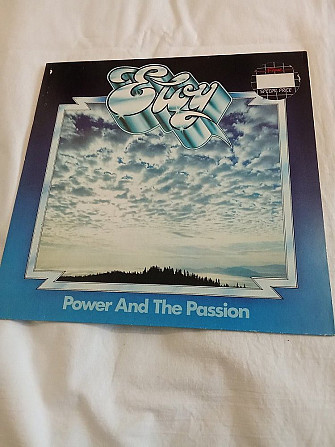 Eloy
SPECIAL PRICE
Power And The Passion